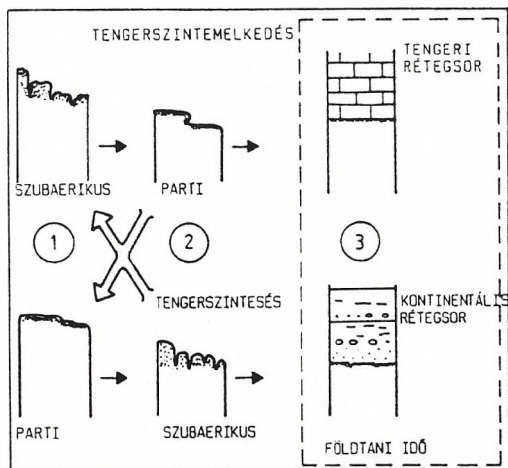 TENGERSZINTEMELKEDÉS
TENGERI
RÉTEGSOR
SZUBAERIKUS
PARTI
1
2
3
TENGERSZINTESÉS
KONTINENTÁLIS
RÉTEGSOR
PARTI
SZUBAERIKUS
FÖLDTANI IDŐ